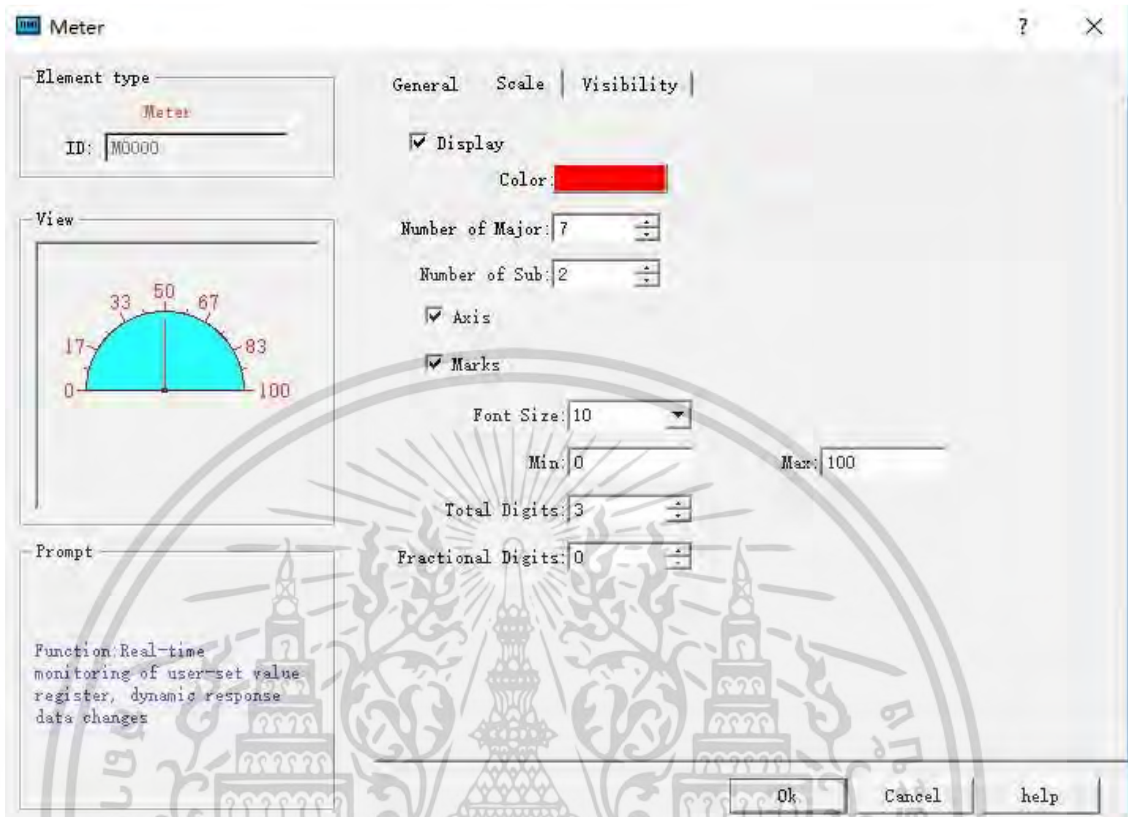 Meter
?
Element type
Meter
ID: M0000
View
50
33 67
17 83
0 100
Prompt
Function:Real-time
monitoring of user-set value
register, dynamic response
data changes
General Scale Visibility
Display
Color:
Number of Major: 7
Number of Sub: 2
Axis
Marks
Font Size: 10
Min: 0 Max: 100
Total Digits: 3
Fractional Digits: 0
Ok Cancel help